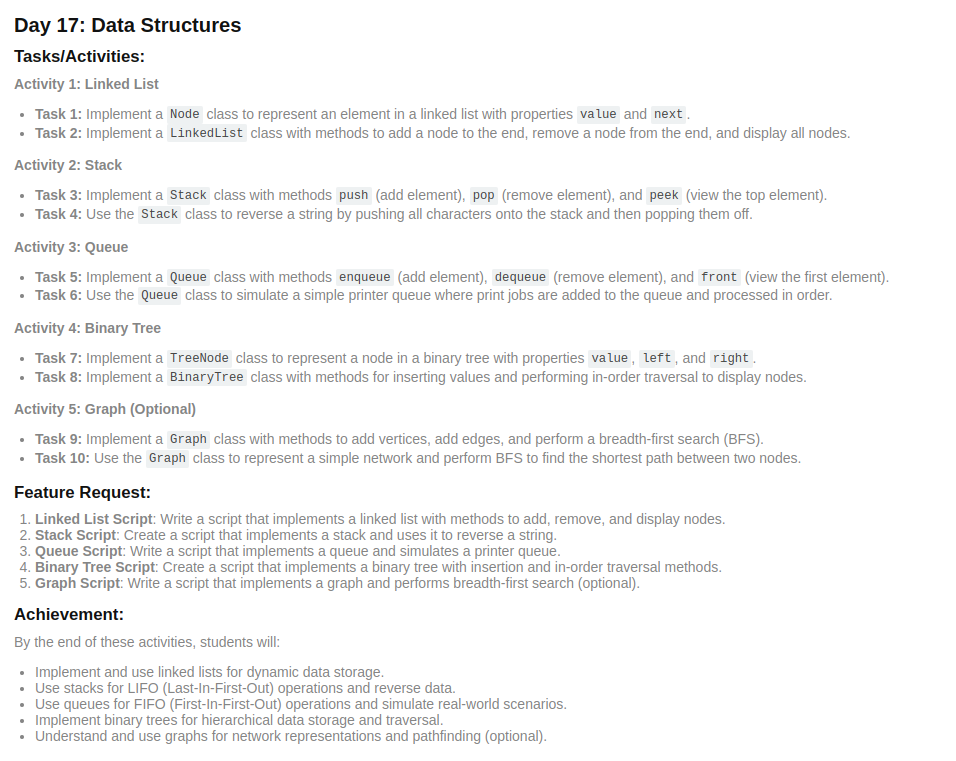 Day 17: Data Structures
Tasks/Activities:
Activity 1: Linked List
• Task 1: Implement a Node class to represent an element in a linked list with properties value and next.
• Task 2: Implement a LinkedList class with methods to add a node to the end, remove a node from the end, and display all nodes.
Activity 2: Stack
• Task 3: Implement a Stack class with methods push (add element), pop (remove element), and peek (view the top element).
• Task 4: Use the Stack class to reverse a string by pushing all characters onto the stack and then popping them off.
Activity 3: Queue
• Task 5: Implement a Queue class with methods enqueue (add element), dequeue (remove element), and front (view the first element).
• Task 6: Use the Queue class to simulate a simple printer queue where print jobs are added to the queue and processed in order.
Activity 4: Binary Tree
• Task 7: Implement a TreeNode class to represent a node in a binary tree with properties value, left, and right.
• Task 8: Implement a BinaryTree class with methods for inserting values and performing in-order traversal to display nodes.
Activity 5: Graph (Optional)
• Task 9: Implement a Graph class with methods to add vertices, add edges, and perform a breadth-first search (BFS).
• Task 10: Use the Graph class to represent a simple network and perform BFS to find the shortest path between two nodes.
Feature Request:
1. Linked List Script: Write a script that implements a linked list with methods to add, remove, and display nodes.
2. Stack Script: Create a script that implements a stack and uses it to reverse a string.
3. Queue Script: Write a script that implements a queue and simulates a printer queue.
4. Binary Tree Script: Create a script that implements a binary tree with insertion and in-order traversal methods.
5. Graph Script: Write a script that implements a graph and performs breadth-first search (optional).
Achievement:
By the end of these activities, students will:
• Implement and use linked lists for dynamic data storage.
• Use stacks for LIFO (Last-In-First-Out) operations and reverse data.
• Use queues for FIFO (First-In-First-Out) operations and simulate real-world scenarios.
• Implement binary trees for hierarchical data storage and traversal.
• Understand and use graphs for network representations and pathfinding (optional).